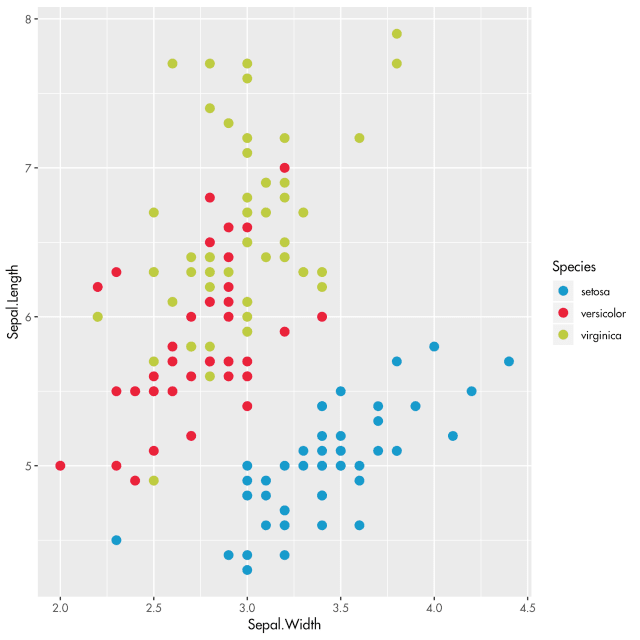 8
7
6
5
Sepal.Length
2.0 2.5 3.0 3.5 4.0 4.5
Sepal.Width
Species
setosa
versicolor
virginica